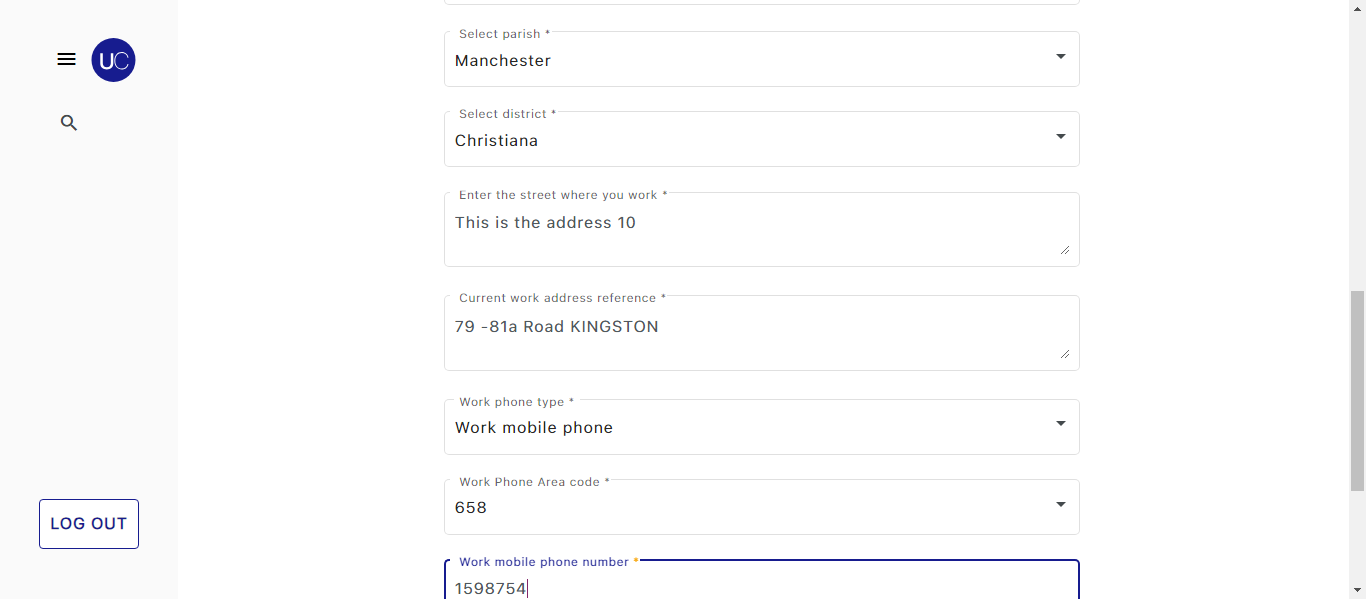 UC
Select parish *
Manchester
Select district *
Christiana
Enter the street where you work *
This is the address 10
Current work address reference *
79 -81a Road KINGSTON
Work phone type *
Work mobile phone
Work Phone Area code *
658
LOG OUT
Work mobile phone number *
1598754